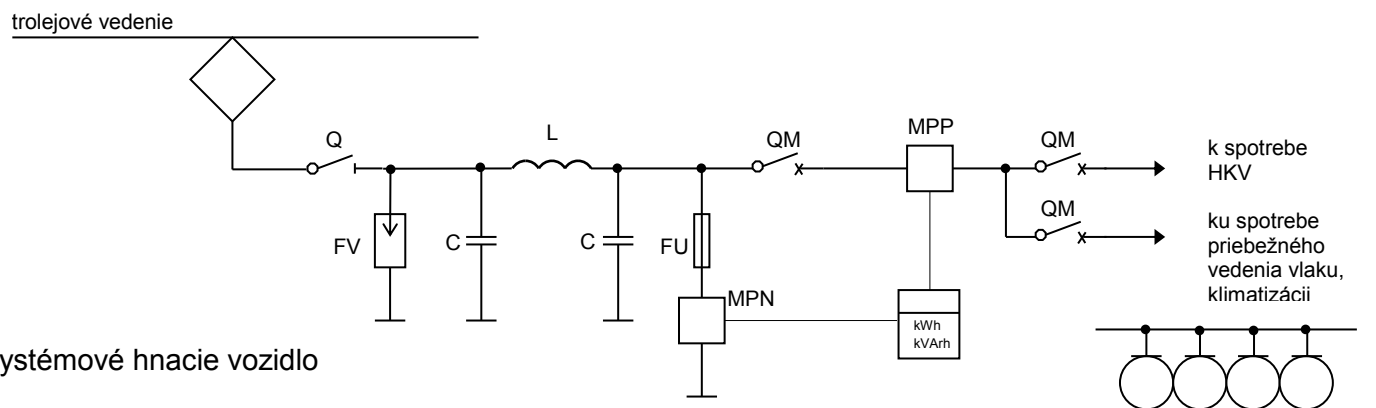 trolejové vedenie
Q
L
QM
MPP
QM
k spotrebe
HKV
QM
ku spotrebe
priebežného
vedenia vlaku,
klimatizácii
FV
C
C
FU
MPN
kWh
kVArh
ystémové hnacie vozidlo